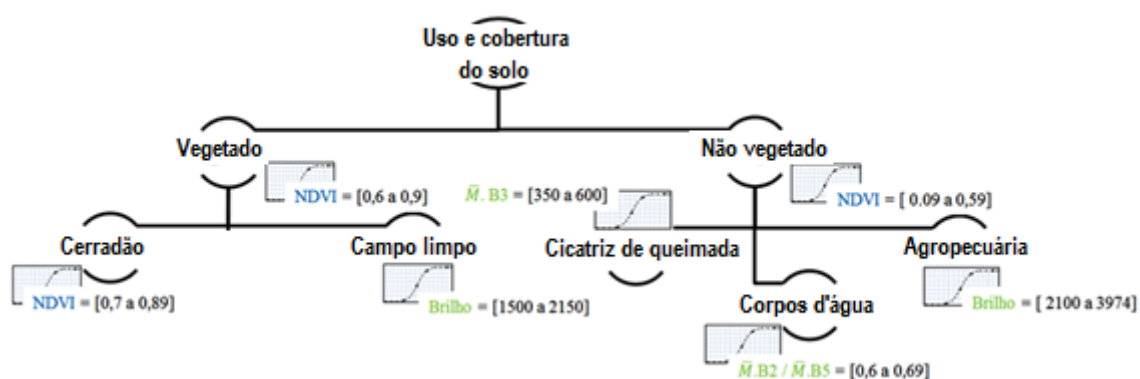 Uso e cobertura
do solo
Vegetado
Não vegetado
NDVI = [0,6 a 0,9]
M̄. B3 = [350 a 600]
NDVI = [ 0.09 a 0,59]
Cerradão
Campo limpo
Cicatriz de queimada
Agropecuária
NDVI = [0,7 a 0,89]
Brilho = [1500 a 2150]
Corpos d'água
Brilho = [ 2100 a 3974]
M̄.B2 / M̄.B5 = [0,6 a 0,69]